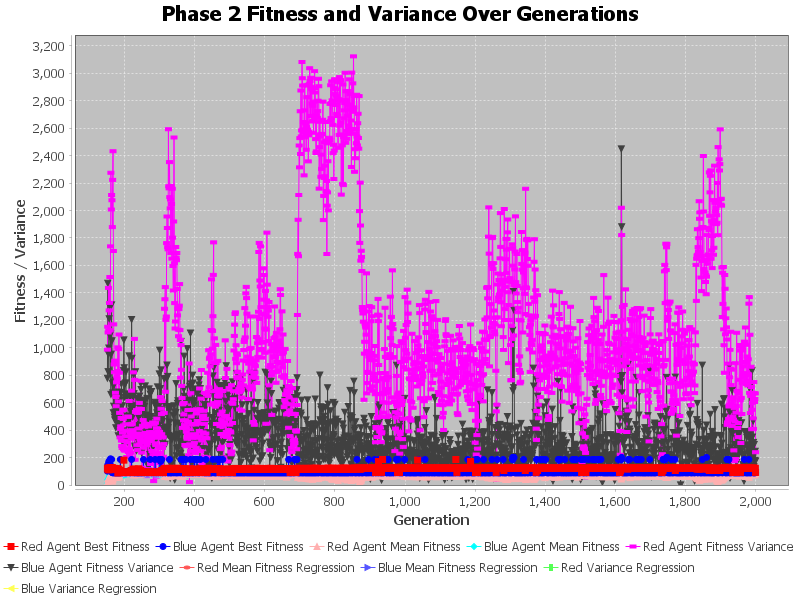 Phase 2 Fitness and Variance Over Generations
Fitness / Variance
3,200
3,000
2,800
2,600
2,400
2,200
2,000
1,800
1,600
1,400
1,200
1,000
800
600
400
200
0
200 400 600 800 1,000 1,200 1,400 1,600 1,800 2,000
Generation
Red Agent Best Fitness Blue Agent Best Fitness Red Agent Mean Fitness Blue Agent Mean Fitness Red Agent Fitness Variance
Blue Agent Fitness Variance Red Mean Fitness Regression Blue Mean Fitness Regression Red Variance Regression
Blue Variance Regression